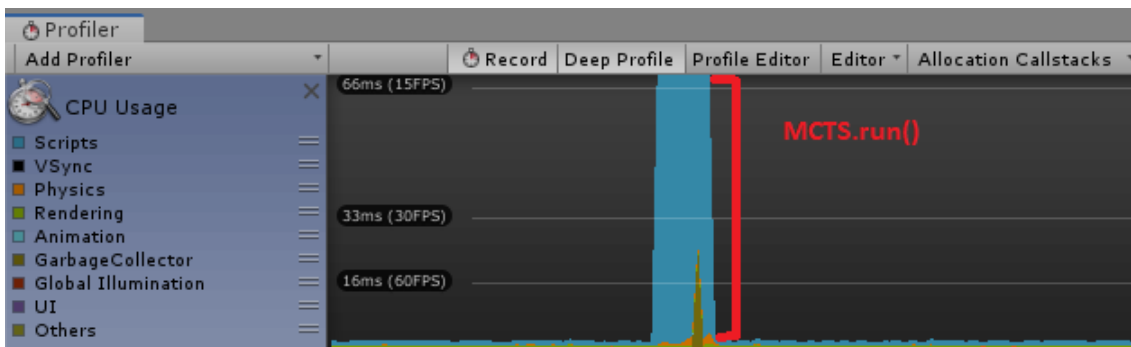 Profiler
Add Profiler Record Deep Profile Profile Editor Editor Allocation Callstacks
CPU Usage
Scripts
VSync
Physics
Rendering
Animation
GarbageCollector
Global Illumination
UI
Others
66ms (15FPS)
33ms (30FPS)
16ms (60FPS)
MCTS.run()